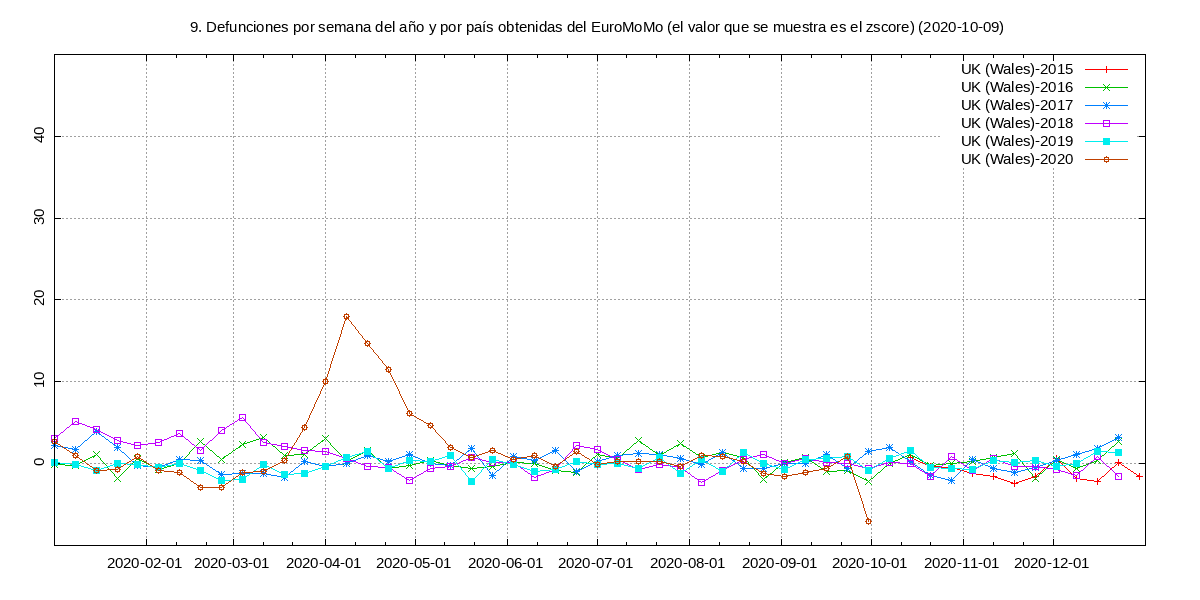 9. Defunciones por semana del año y por país obtenidas del EuroMoMo (el valor que se muestra es el zscore) (2020-10-09)
UK (Wales)-2015
UK (Wales)-2016
UK (Wales)-2017
UK (Wales)-2018
UK (Wales)-2019
UK (Wales)-2020
40
30
20
10
0
2020-02-01 2020-03-01 2020-04-01 2020-05-01 2020-06-01 2020-07-01 2020-08-01 2020-09-01 2020-10-01 2020-11-01 2020-12-01